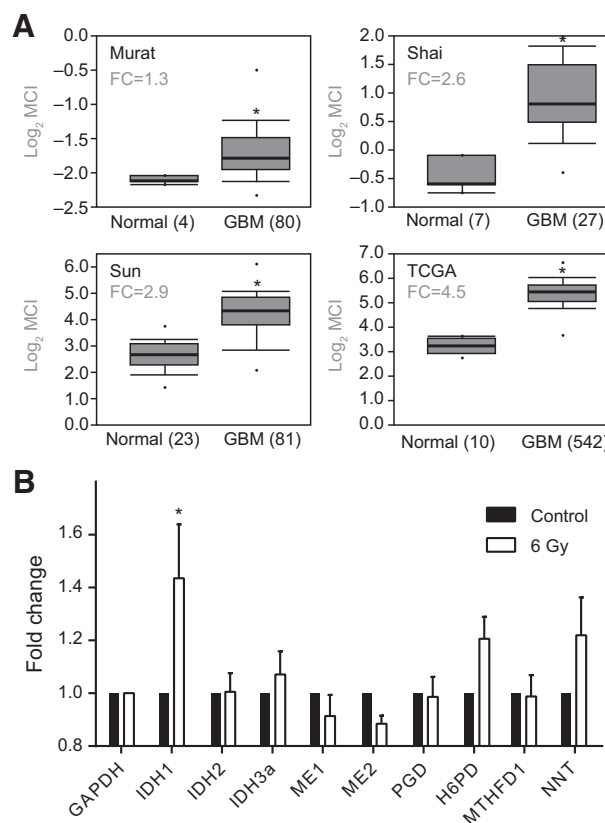 A
Murat
FC=1.3
Log₂ MCI
0.0
–0.5
–1.0
–1.5
–2.0
–2.5
*
Normal (4)
GBM (80)
Shai
FC=2.6
Log₂ MCI
2.0
1.5
1.0
0.5
0.0
–0.5
–1.0
*
Normal (7)
GBM (27)
Sun
FC=2.9
Log₂ MCI
6.0
5.0
4.0
3.0
2.0
1.0
0.0
*
Normal (23)
GBM (81)
TCGA
FC=4.5
Log₂ MCI
7.0
6.0
5.0
4.0
3.0
2.0
1.0
0.0
*
Normal (10)
GBM (542)
B
Fold change
1.6
1.4
1.2
1.0
0.8
*
Control
6 Gy
GAPDH
IDH1
IDH2
IDH3a
ME1
ME2
PGD
H6PD
MTHFD1
NNT